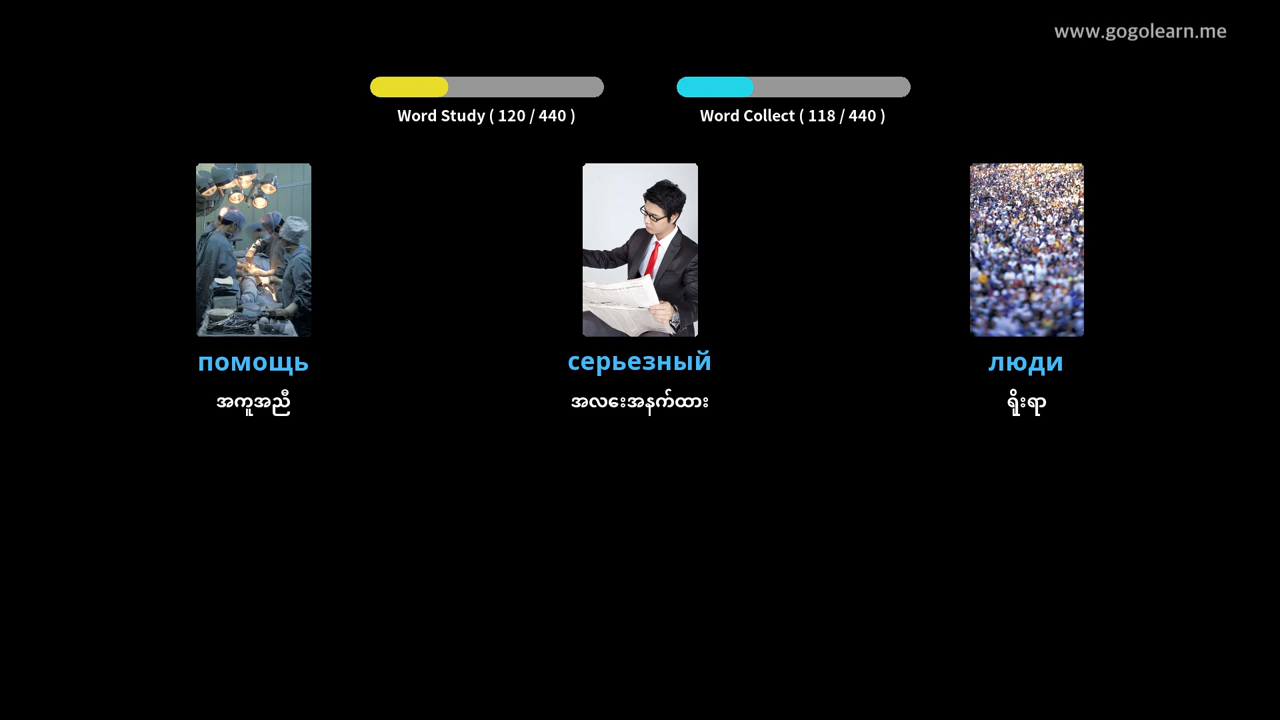 www.gogolearn.me
Word Study ( 120 / 440 )
Word Collect ( 118 / 440 )
помощь
серьезный
люди
အကူအညီ
အလေးအနက်ထား
ရိုးရာ